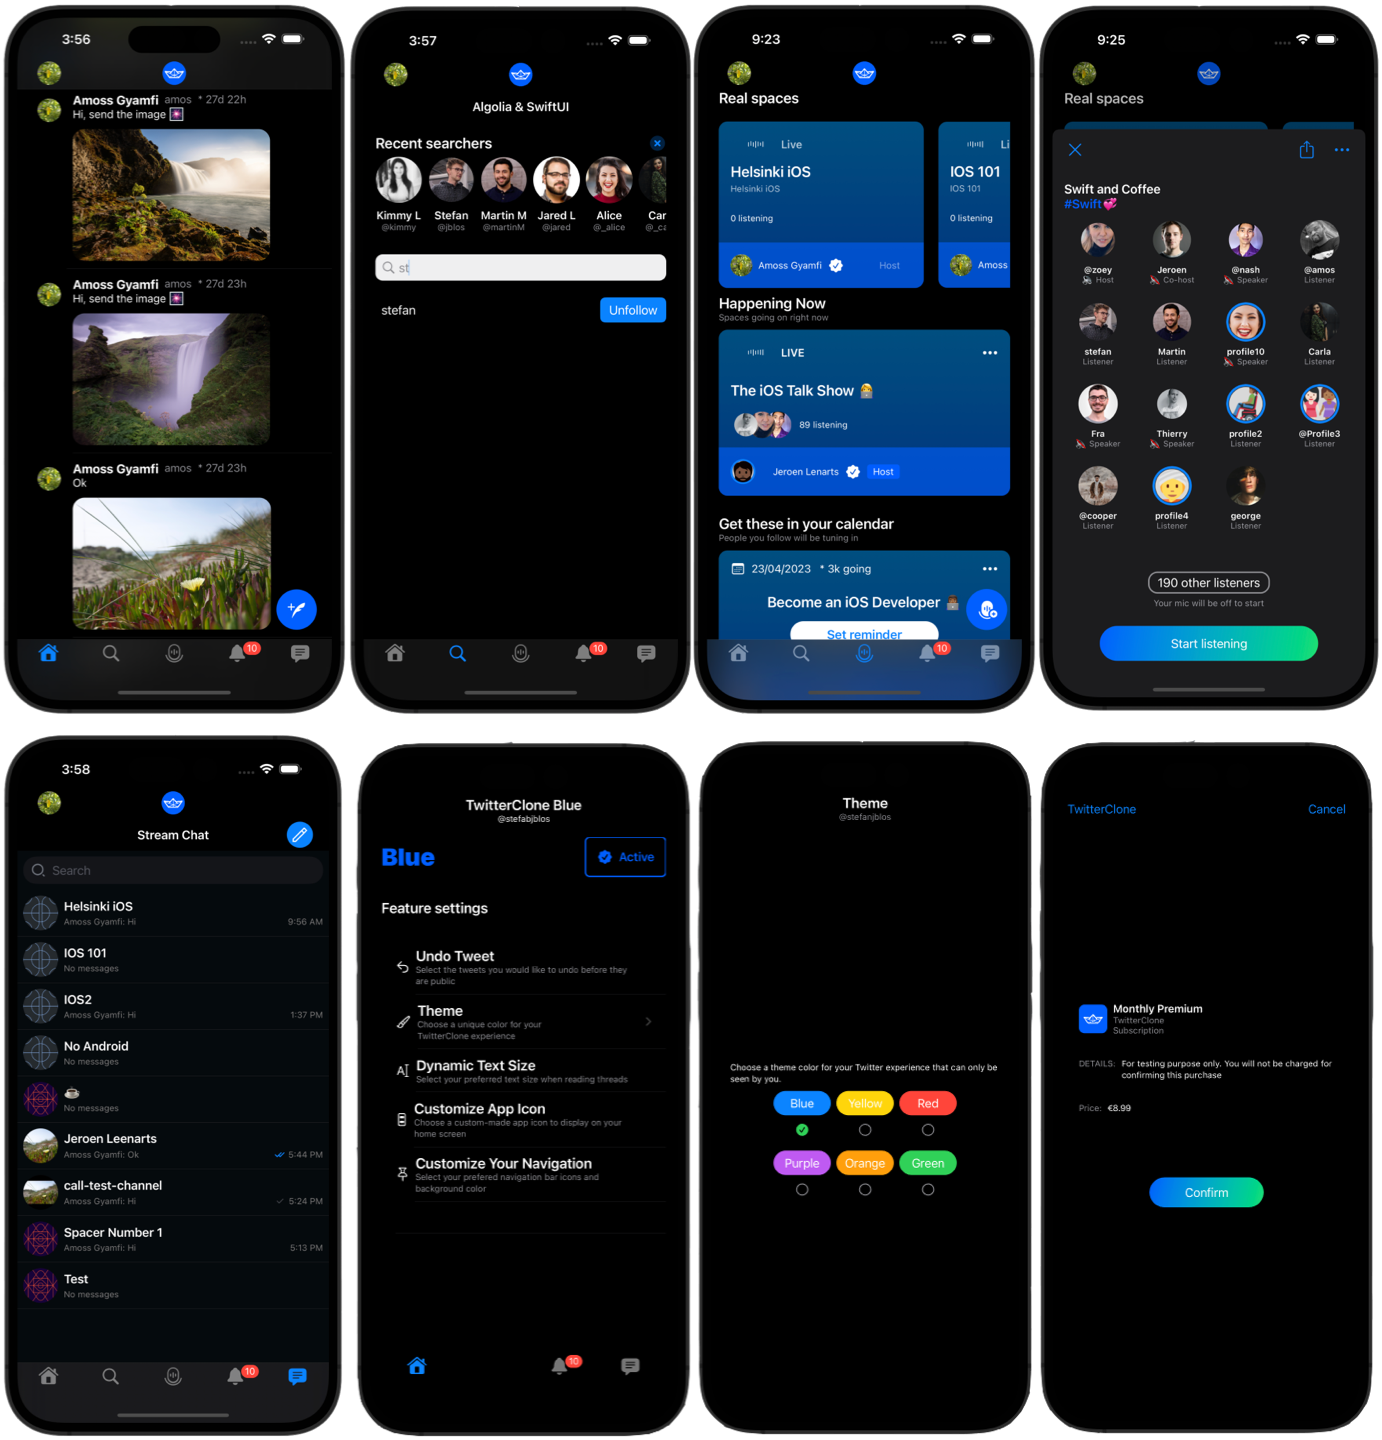 3:56
Amoss Gyamfi amos * 27d 22h
Hi, send the image
Amoss Gyamfi amos * 27d 23h
Hi, send the image
Amoss Gyamfi amos * 27d 23h
Ok
10
3:57
Algolia & SwiftUI
Recent searchers
Kimmy L Stefan Martin M Jared L Alice Car
@kimmy @jblos @martinM @jared @_alice @_ca
st
stefan Unfollow
10
9:23
Real spaces
Live Li
Helsinki iOS IOS 101
Helsinki iOS IOS 101
0 listening 0 listening
Amoss Gyamfi Host Amoss
Happening Now
Spaces going on right now
LIVE
The iOS Talk Show
89 listening
Jeroen Lenarts Host
Get these in your calendar
People you follow will be tuning in
23/04/2023 * 3k going
Become an iOS Developer
Set reminder
10
9:25
Real spaces
Swift and Coffee
#Swift
@zoey Jeroen @nash @amos
Host Co-host Speaker Listener
stefan Martin profile10 Carla
Listener Listener Speaker Listener
Fra Thierry profile2 @Profile3
Speaker Speaker Listener Listener
@cooper profile4 george
Listener Listener Listener
190 other listeners
Your mic will be off to start
Start listening
3:58
Stream Chat
Search
Helsinki iOS
Amoss Gyamfi: Hi 9:56 AM
IOS 101
No messages
IOS2
Amoss Gyamfi: Hi 1:37 PM
No Android
No messages
No messages
Jeroen Leenarts
Amoss Gyamfi: Ok 5:44 PM
call-test-channel
Amoss Gyamfi: Hi 5:24 PM
Spacer Number 1
Amoss Gyamfi: Hi 5:13 PM
Test
No messages
10
TwitterClone Blue
@stefabjblos
Blue Active
Feature settings
Undo Tweet
Select the tweets you would like to undo before they
are public
Theme
Choose a unique color for your
TwitterClone experience
Dynamic Text Size
Select your preferred text size when reading threads
Customize App Icon
Choose a custom-made app icon to display on your
home screen
Customize Your Navigation
Select your prefered navigation bar icons and
background color
10
Theme
@stefanjblos
Choose a theme color for your Twitter experience that can only be
seen by you.
Blue Yellow Red
Purple Orange Green
TwitterClone Cancel
Monthly Premium
TwitterClone
Subscription
DETAILS: For testing purpose only. You will not be charged for
confirming this purchase
Price: €8.99
Confirm